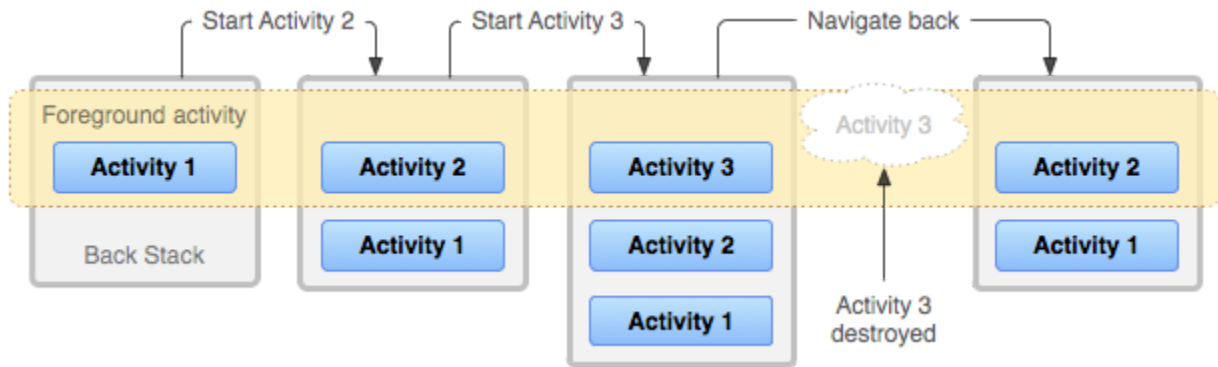 Start Activity 2
Start Activity 3
Navigate back
Foreground activity
Activity 1
Back Stack
Activity 2
Activity 1
Activity 3
Activity 2
Activity 1
Activity 3
Activity 3
destroyed
Activity 2
Activity 1